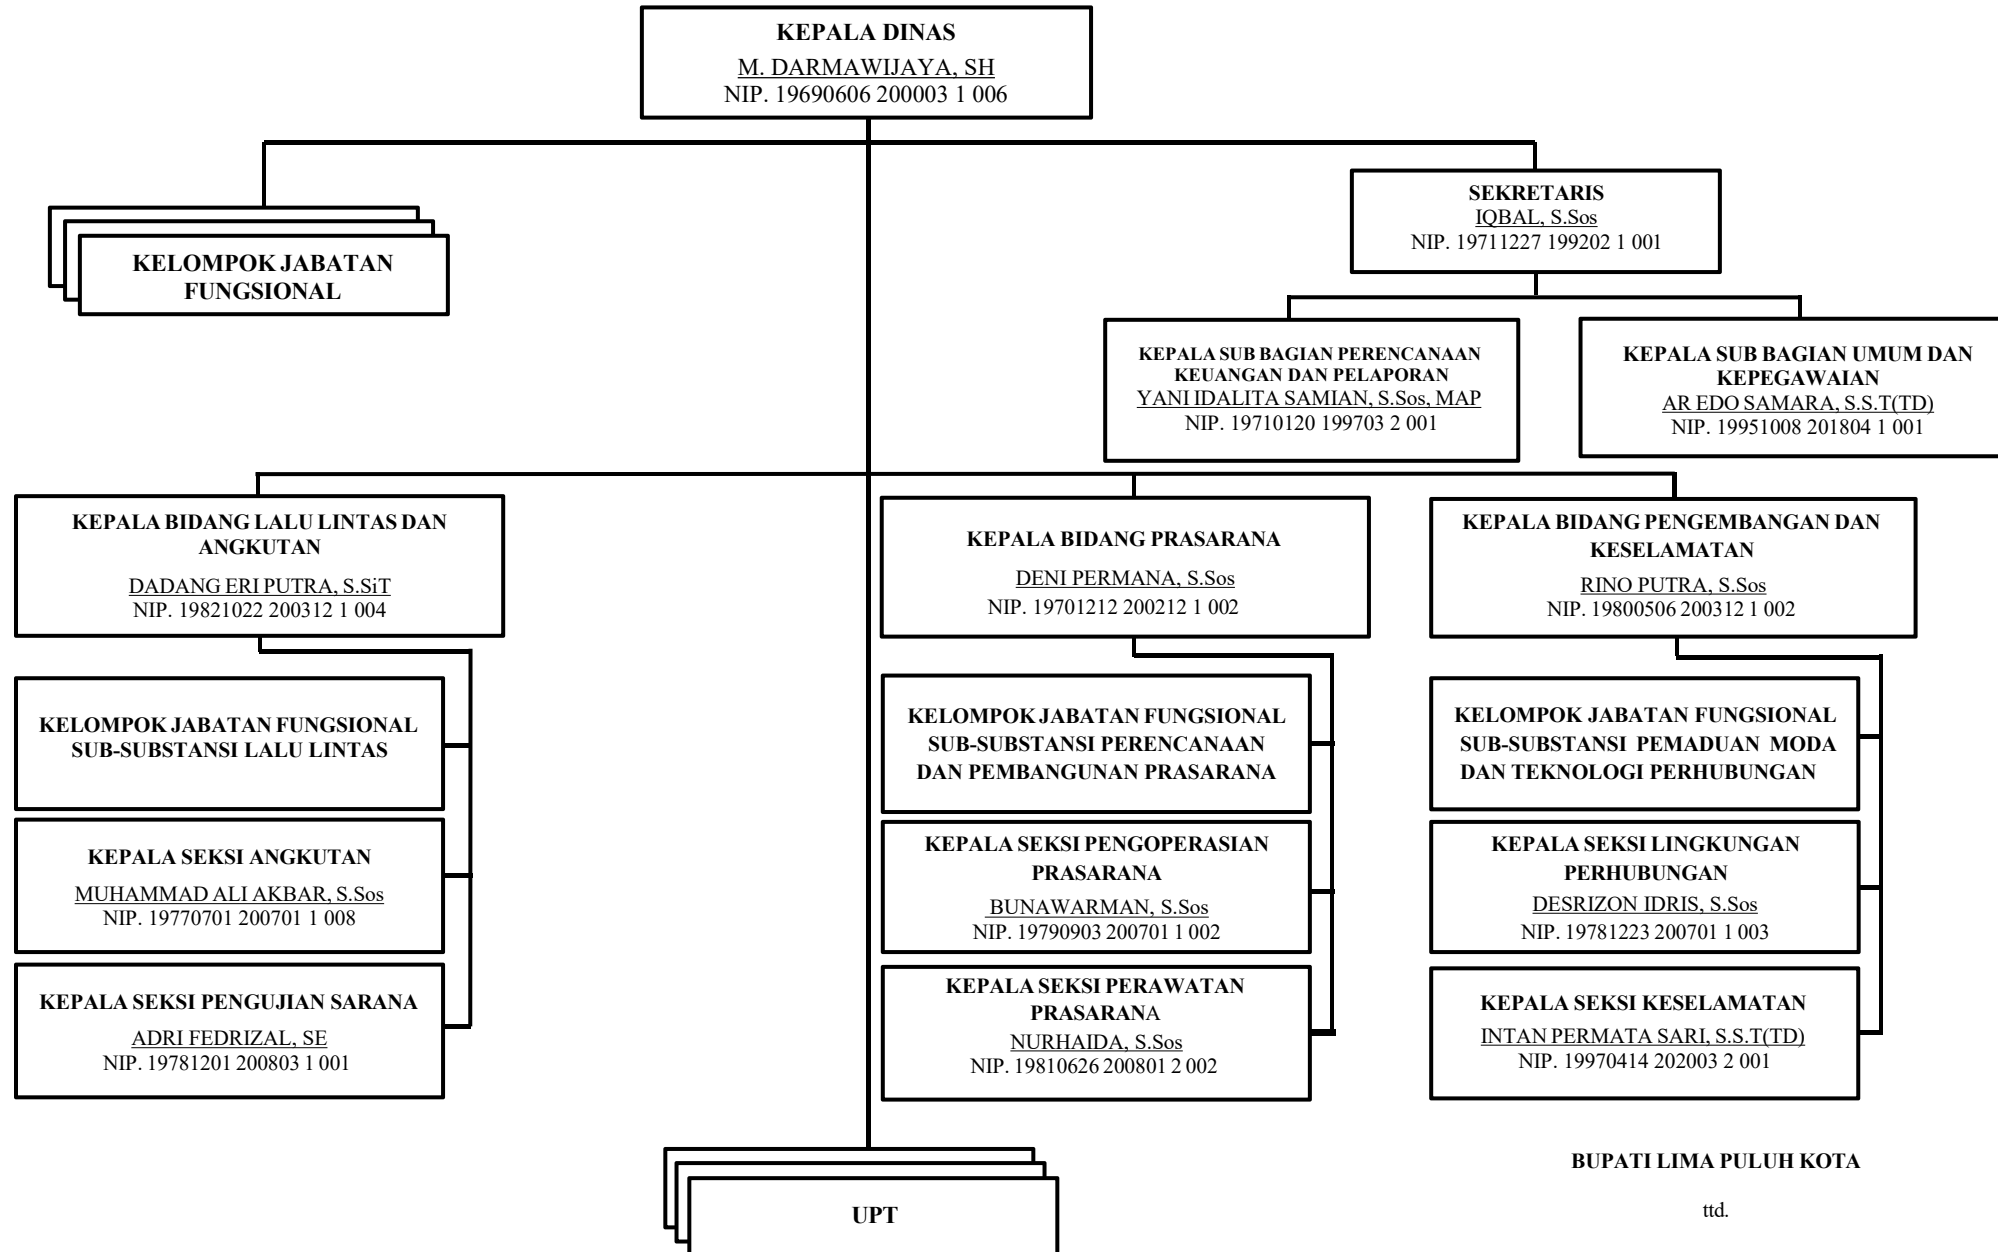 KEPALA DINAS
M. DARMAWIJAYA, SH
NIP. 19690606 200003 1 006
KELOMPOK JABATAN
FUNGSIONAL
SEKRETARIS
IQBAL, S.Sos
NIP. 19711227 199202 1 001
KEPALA SUB BAGIAN PERENCANAAN
KEUANGAN DAN PELAPORAN
YANI IDALITA SAMIAN, S.Sos, MAP
NIP. 19710120 199703 2 001
KEPALA SUB BAGIAN UMUM DAN
KEPEGAWAIAN
AR EDO SAMARA, S.S.T(TD)
NIP. 19951008 201804 1 001
KEPALA BIDANG LALU LINTAS DAN
ANGKUTAN
DADANG ERI PUTRA, S.SiT
NIP. 19821022 200312 1 004
KEPALA BIDANG PRASARANA
DENI PERMANA, S.Sos
NIP. 19701212 200212 1 002
KEPALA BIDANG PENGEMBANGAN DAN
KESELAMATAN
RINO PUTRA, S.Sos
NIP. 19800506 200312 1 002
KELOMPOK JABATAN FUNGSIONAL
SUB-SUBSTANSI LALU LINTAS
KELOMPOK JABATAN FUNGSIONAL
SUB-SUBSTANSI PERENCANAAN
DAN PEMBANGUNAN PRASARANA
KELOMPOK JABATAN FUNGSIONAL
SUB-SUBSTANSI PEMADUAN MODA
DAN TEKNOLOGI PERHUBUNGAN
KEPALA SEKSI ANGKUTAN
MUHAMMAD ALI AKBAR, S.Sos
NIP. 19770701 200701 1 008
KEPALA SEKSI PENGOPERASIAN
PRASARANA
BUNAWARMAN, S.Sos
NIP. 19790903 200701 1 002
KEPALA SEKSI LINGKUNGAN
PERHUBUNGAN
DESRIZON IDRIS, S.Sos
NIP. 19781223 200701 1 003
KEPALA SEKSI PENGUJIAN SARANA
ADRI FEDRIZAL, SE
NIP. 19781201 200803 1 001
KEPALA SEKSI PERAWATAN
PRASARANA
NURHAIDA, S.Sos
NIP. 19810626 200801 2 002
KEPALA SEKSI KESELAMATAN
INTAN PERMATA SARI, S.S.T(TD)
NIP. 19970414 202003 2 001
UPT
BUPATI LIMA PULUH KOTA
ttd.